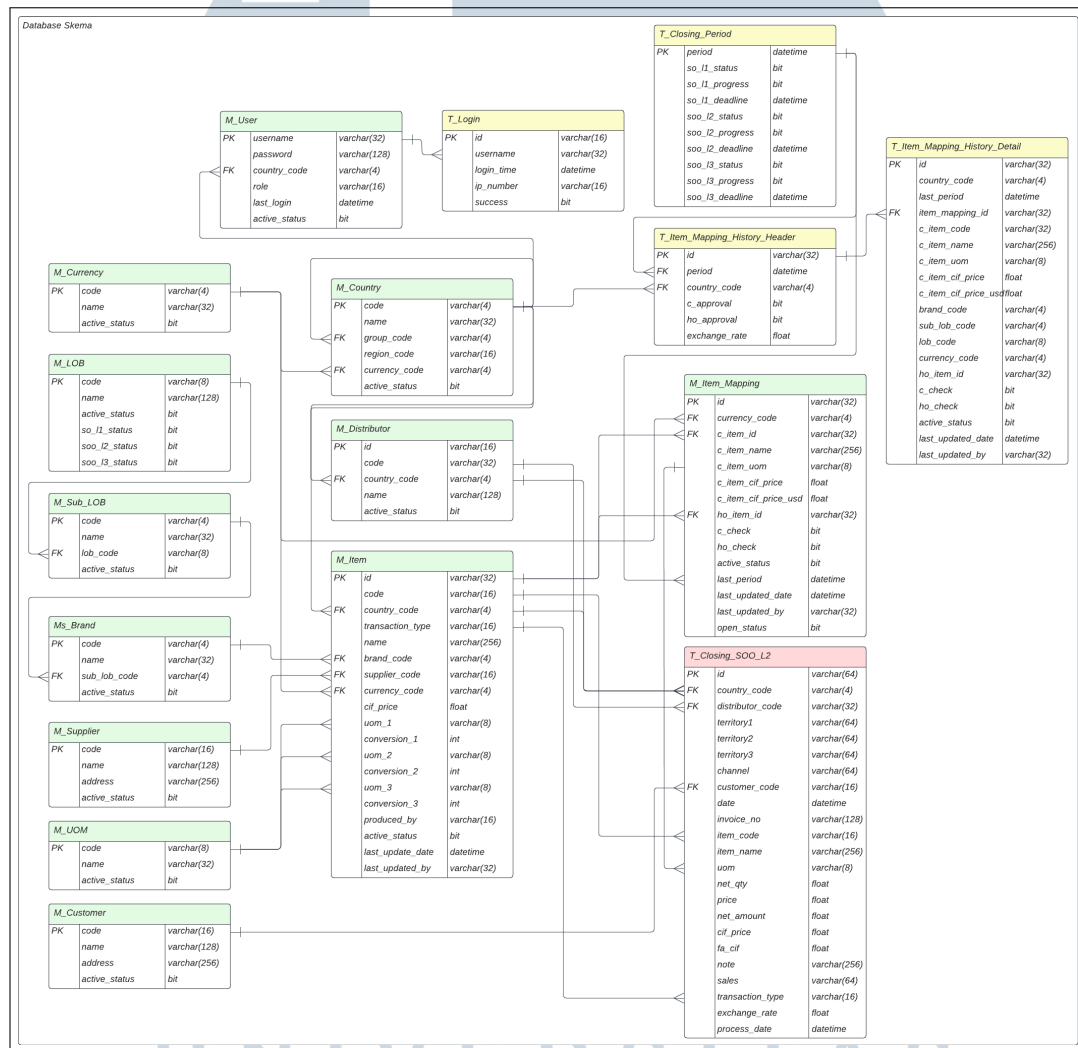 Database Skema
T_Closing_Period
PK period datetime
so_l1_status bit
so_l1_progress bit
so_l1_deadline datetime
soo_l2_status bit
soo_l2_progress bit
soo_l2_deadline datetime
soo_l3_status bit
soo_l3_progress bit
soo_l3_deadline datetime
M_User
PK username varchar(32)
password varchar(128)
FK country_code varchar(4)
role varchar(16)
last_login datetime
active_status bit
T_Login
PK id varchar(16)
username varchar(32)
login_time datetime
ip_number varchar(16)
success bit
T_Item_Mapping_History_Detail
PK id varchar(32)
country_code varchar(4)
last_period datetime
FK item_mapping_id varchar(32)
c_item_code varchar(32)
c_item_name varchar(256)
c_item_uom varchar(8)
c_item_cif_price float
c_item_cif_price_usd float
brand_code varchar(4)
sub_lob_code varchar(4)
lob_code varchar(8)
currency_code varchar(4)
ho_item_id varchar(32)
c_check bit
ho_check bit
active_status bit
last_updated_date datetime
last_updated_by varchar(32)
T_Item_Mapping_History_Header
PK id varchar(32)
FK period datetime
FK country_code varchar(4)
c_approval bit
ho_approval bit
exchange_rate float
M_Currency
PK code varchar(4)
name varchar(32)
active_status bit
M_Country
PK code varchar(4)
name varchar(32)
FK group_code varchar(4)
region_code varchar(16)
FK currency_code varchar(4)
active_status bit
M_LOB
PK code varchar(8)
name varchar(128)
active_status bit
so_l1_status bit
soo_l2_status bit
soo_l3_status bit
M_Distributor
PK id varchar(16)
code varchar(32)
FK country_code varchar(4)
name varchar(128)
active_status bit
M_Item_Mapping
PK id varchar(32)
FK currency_code varchar(4)
FK c_item_id varchar(32)
c_item_name varchar(256)
c_item_uom varchar(8)
c_item_cif_price float
c_item_cif_price_usd float
FK ho_item_id varchar(32)
c_check bit
ho_check bit
active_status bit
last_period datetime
last_updated_date datetime
last_updated_by varchar(32)
open_status bit
M_Sub_LOB
PK code varchar(4)
name varchar(32)
FK lob_code varchar(8)
active_status bit
M_Item
PK id varchar(32)
code varchar(16)
FK country_code varchar(4)
transaction_type varchar(16)
name varchar(256)
FK brand_code varchar(4)
FK supplier_code varchar(16)
FK currency_code varchar(4)
cif_price float
uom_1 varchar(8)
conversion_1 int
uom_2 varchar(8)
conversion_2 int
uom_3 varchar(8)
conversion_3 int
produced_by varchar(16)
active_status bit
last_update_date datetime
last_updated_by varchar(32)
Ms_Brand
PK code varchar(4)
name varchar(32)
FK sub_lob_code varchar(4)
active_status bit
M_Supplier
PK code varchar(16)
name varchar(128)
address varchar(256)
active_status bit
M_UOM
PK code varchar(8)
name varchar(32)
active_status bit
M_Customer
PK code varchar(16)
name varchar(128)
address varchar(256)
active_status bit
T_Closing_SOO_L2
PK id varchar(64)
FK country_code varchar(4)
FK distributor_code varchar(32)
territory1 varchar(64)
territory2 varchar(64)
territory3 varchar(64)
channel varchar(64)
FK customer_code varchar(16)
date datetime
invoice_no varchar(128)
item_code varchar(16)
item_name varchar(256)
uom varchar(8)
net_qty float
price float
net_amount float
cif_price float
fa_cif float
note varchar(256)
sales varchar(64)
transaction_type varchar(16)
exchange_rate float
process_date datetime